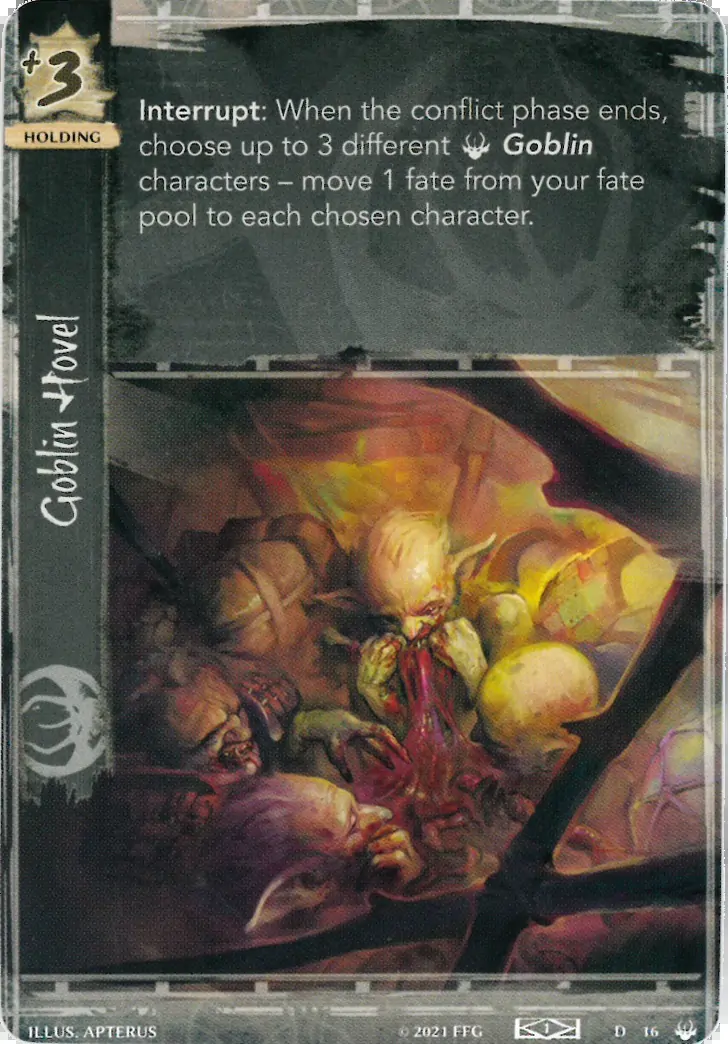 +3
HOLDING
Interrupt: When the conflict phase ends,
choose up to 3 different Goblin
characters – move 1 fate from your fate
pool to each chosen character.
Goblin Hovel
ILLUS. APTERUS
© 2021 FFG
1
D 16